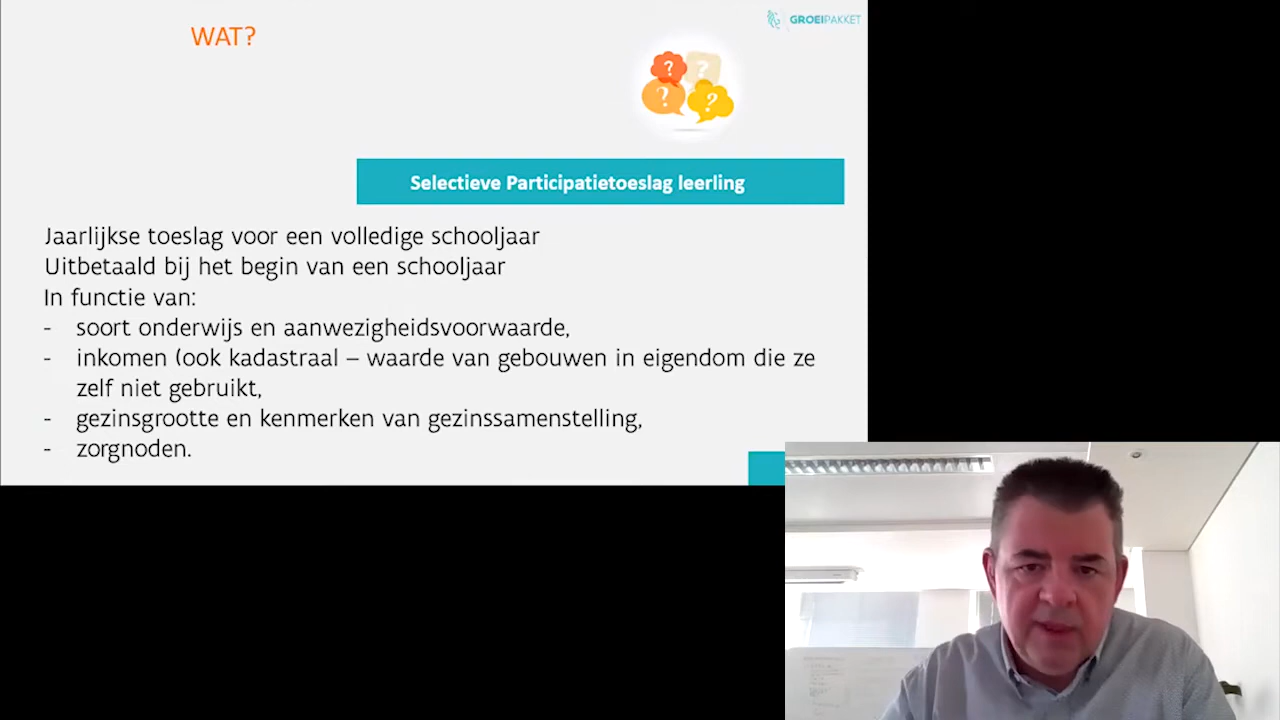 WAT?
GROEIPAKKET
? ?
? ?
Selectieve Participatietoeslag leerling
Jaarlijkse toeslag voor een volledige schooljaar
Uitbetaald bij het begin van een schooljaar
In functie van:
- soort onderwijs en aanwezigheidsvoorwaarde,
- inkomen (ook kadastraal – waarde van gebouwen in eigendom die ze
zelf niet gebruikt,
- gezinsgrootte en kenmerken van gezinssamenstelling,
- zorgnoden.